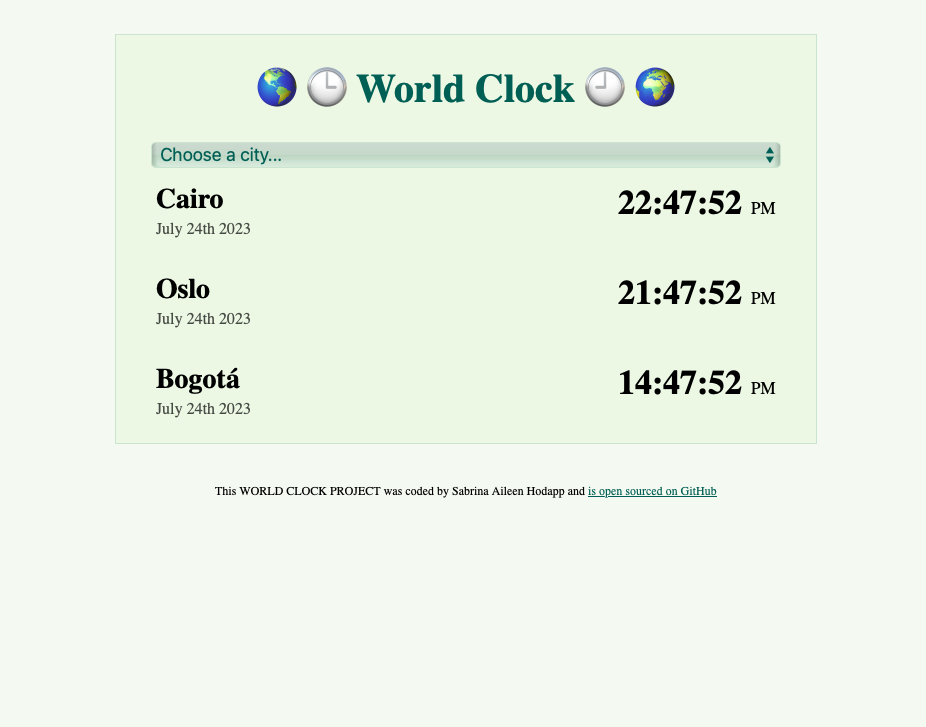 World Clock
Choose a city...
Cairo
22:47:52 PM
July 24th 2023
Oslo
21:47:52 PM
July 24th 2023
Bogotá
14:47:52 PM
July 24th 2023
This WORLD CLOCK PROJECT was coded by Sabrina Aileen Hodapp and is open sourced on GitHub